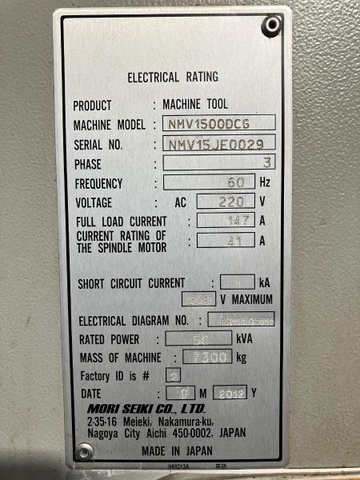 ELECTRICAL RATING
PRODUCT : MACHINE TOOL
MACHINE MODEL : NMV1500DCG
SERIAL NO. : NMV15JE0029
PHASE : 3
FREQUENCY : 60 Hz
VOLTAGE : AC 220 V
FULL LOAD CURRENT : 147 A
CURRENT RATING OF
THE SPINDLE MOTOR : 41 A
SHORT CIRCUIT CURRENT : kA
V MAXIMUM
ELECTRICAL DIAGRAM NO. :
RATED POWER : kVA
MASS OF MACHINE : 7300 kg
Factory ID is # 2
DATE 9 M 2012 Y
MORI SEIKI CO., LTD.
2-35-16 Meieki, Nakamura-ku,
Nagoya City Aichi 450-0002, JAPAN
MADE IN JAPAN